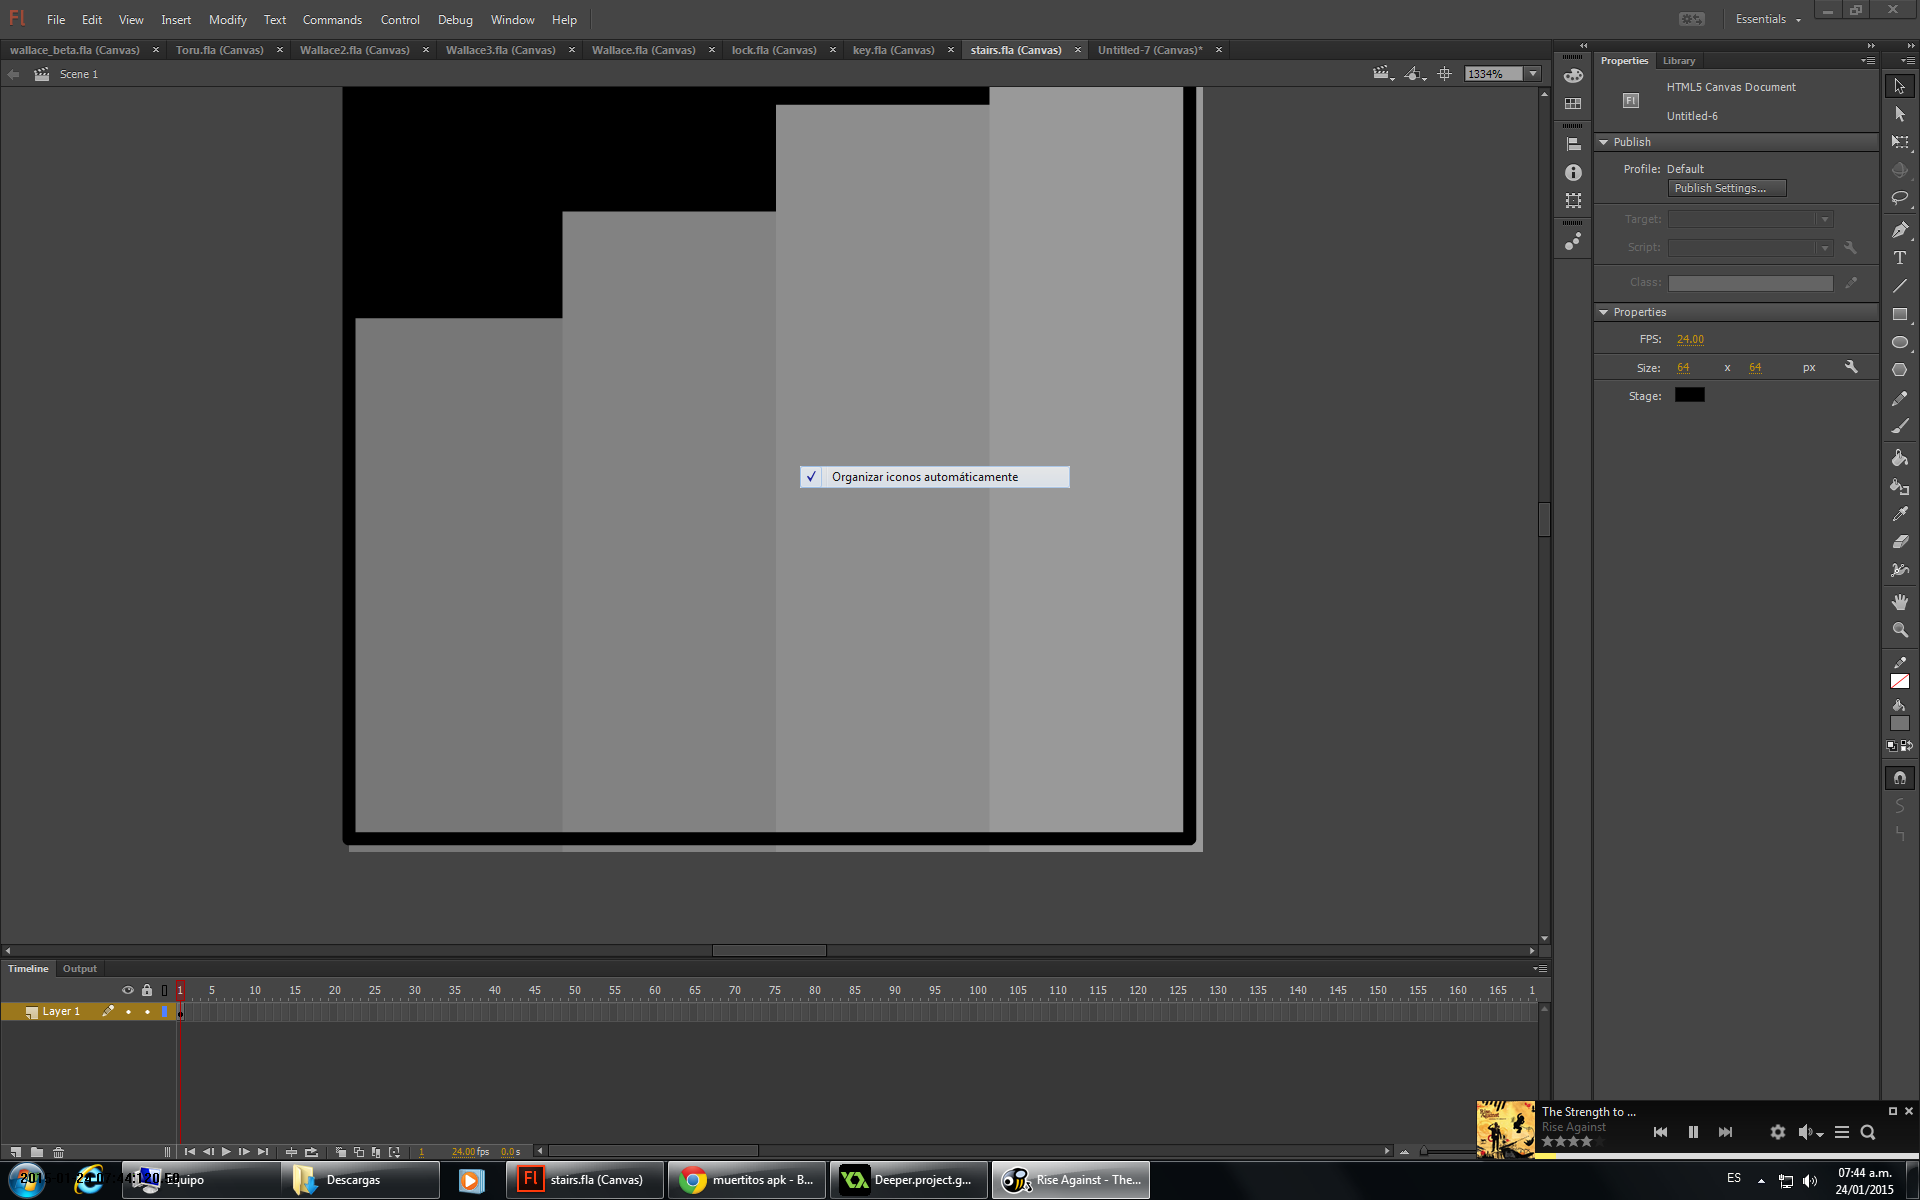 Fl File Edit View Insert Modify Text Commands Control Debug Window Help Essentials
wallace_beta.fla (Canvas) × Toru.fla (Canvas) × Wallace2.fla (Canvas) × Wallace3.fla (Canvas) × Wallace.fla (Canvas) × lock.fla (Canvas) × key.fla (Canvas) × stairs.fla (Canvas) × Untitled-7 (Canvas)* ×
Scene 1
1334%
Properties Library
HTML5 Canvas Document
Fl
Untitled-6
Publish
Profile: Default
Publish Settings...
Target:
Script:
Class:
Properties
FPS: 24.00
Size: 64 x 64 px
Stage:
Organizar iconos automáticamente
Timeline Output
1 5 10 15 20 25 30 35 40 45 50 55 60 65 70 75 80 85 90 95 100 105 110 115 120 125 130 135 140 145 150 155 160 165 1
Layer 1
1 24.00 fps 0.0 s
The Strength to ...
Rise Against
Equipo
Descargas
Fl stairs.fla (Canvas)
muertitos apk - B...
Deeper.project.g...
Rise Against - The...
ES
07:44 a.m.
24/01/2015